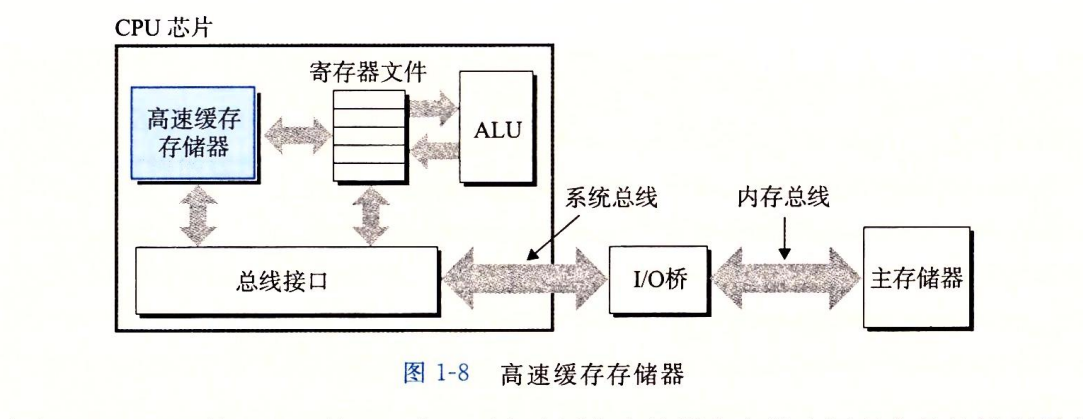 CPU 芯片
寄存器文件
高速缓存
存储器
ALU
系统总线
内存总线
总线接口
I/O桥
主存储器
图 1-8 高速缓存存储器